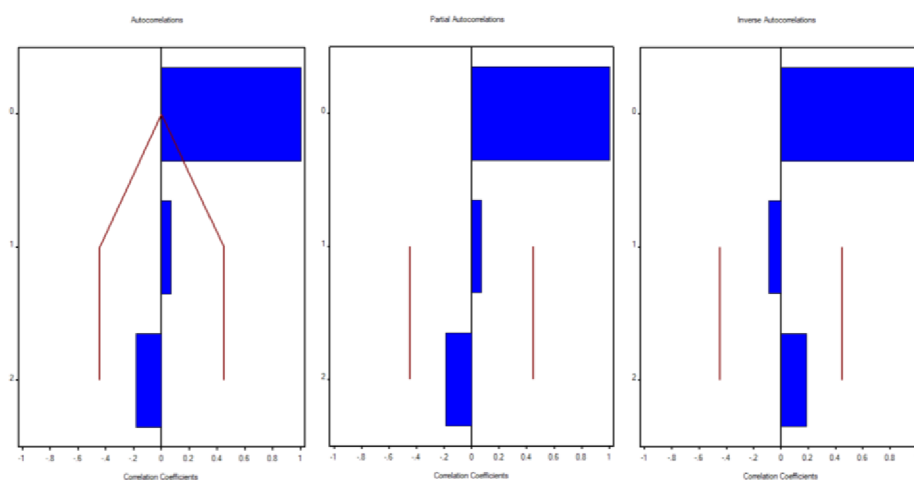 Autocorrelations
Partial Autocorrelations
Inverse Autocorrelations
0
1
2
-1 -.8 -.6 -.4 -.2 0 0.2 0.4 0.6 0.8 1
Correlation Coefficients
0
1
2
-1 -.8 -.6 -.4 -.2 0 0.2 0.4 0.6 0.8 1
Correlation Coefficients
0
1
2
-1 -.8 -.6 -.4 -.2 0 0.2 0.4 0.6 0.8 1
Correlation Coefficients